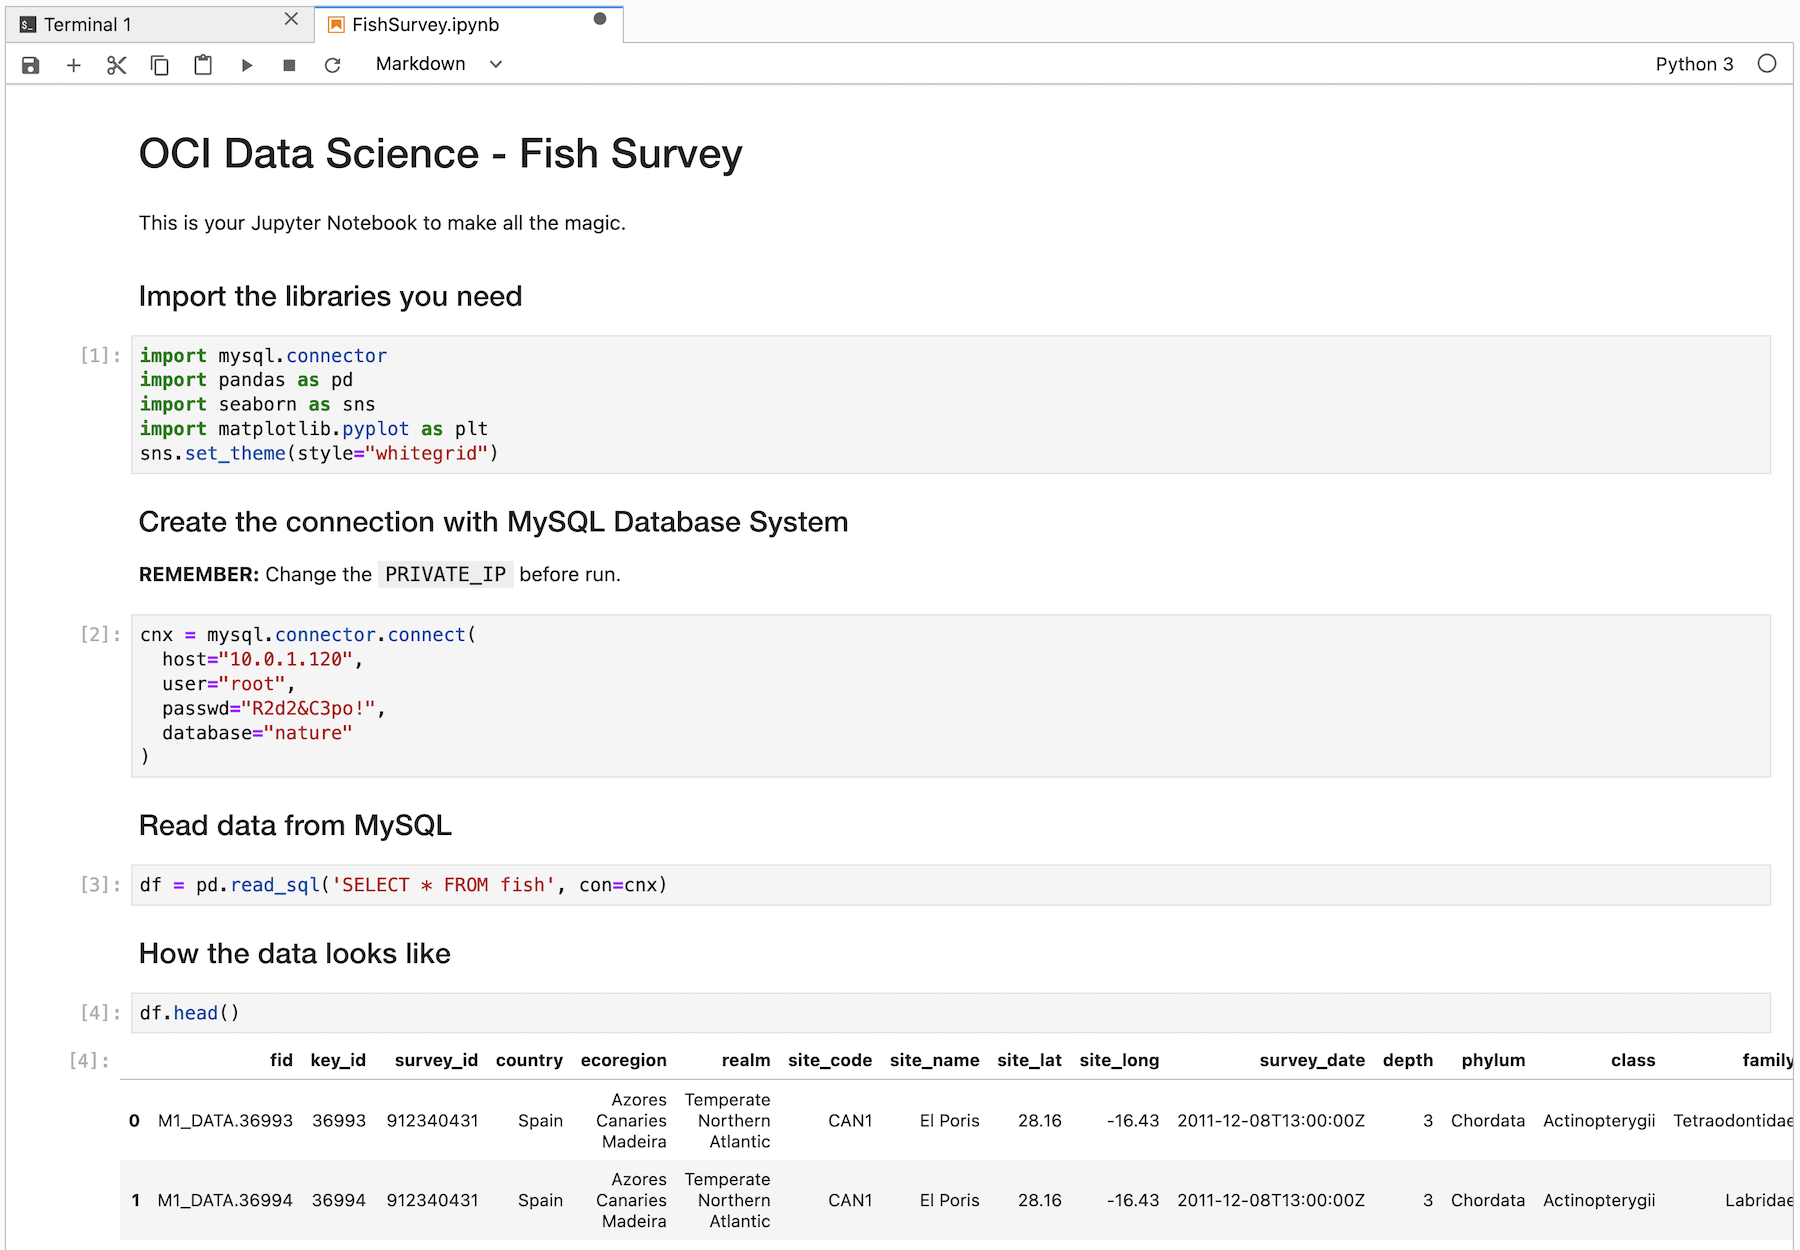 Terminal 1
FishSurvey.ipynb
Markdown
Python 3
OCI Data Science - Fish Survey
This is your Jupyter Notebook to make all the magic.
Import the libraries you need
[1]:
import mysql.connector
import pandas as pd
import seaborn as sns
import matplotlib.pyplot as plt
sns.set_theme(style="whitegrid")
Create the connection with MySQL Database System
REMEMBER: Change the PRIVATE_IP before run.
[2]:
cnx = mysql.connector.connect(
  host="10.0.1.120",
  user="root",
  passwd="R2d2&C3po!",
  database="nature"
)
Read data from MySQL
[3]: df = pd.read_sql('SELECT * FROM fish', con=cnx)
How the data looks like
[4]: df.head()
[4]: fid key_id survey_id country ecoregion realm site_code site_name site_lat site_long survey_date depth phylum class family
0 M1_DATA.36993 36993 912340431 Spain Azores Canaries Madeira Temperate Northern Atlantic CAN1 El Poris 28.16 -16.43 2011-12-08T13:00:00Z 3 Chordata Actinopterygii Tetraodontidae
1 M1_DATA.36994 36994 912340431 Spain Azores Canaries Madeira Temperate Northern Atlantic CAN1 El Poris 28.16 -16.43 2011-12-08T13:00:00Z 3 Chordata Actinopterygii Labridae